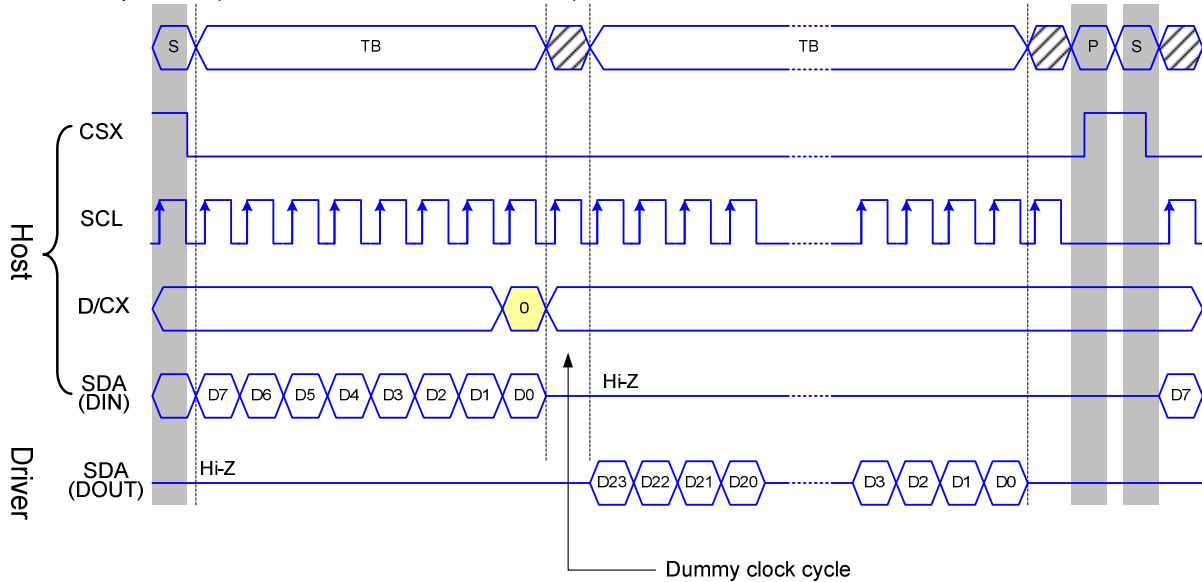 S TB TB P S
CSX
SCL
D/CX 0
SDA
(DIN) D7 D6 D5 D4 D3 D2 D1 D0 Hi-Z D7
SDA
(DOUT) Hi-Z D23 D22 D21 D20 D3 D2 D1 D0
Host
Driver
Dummy clock cycle